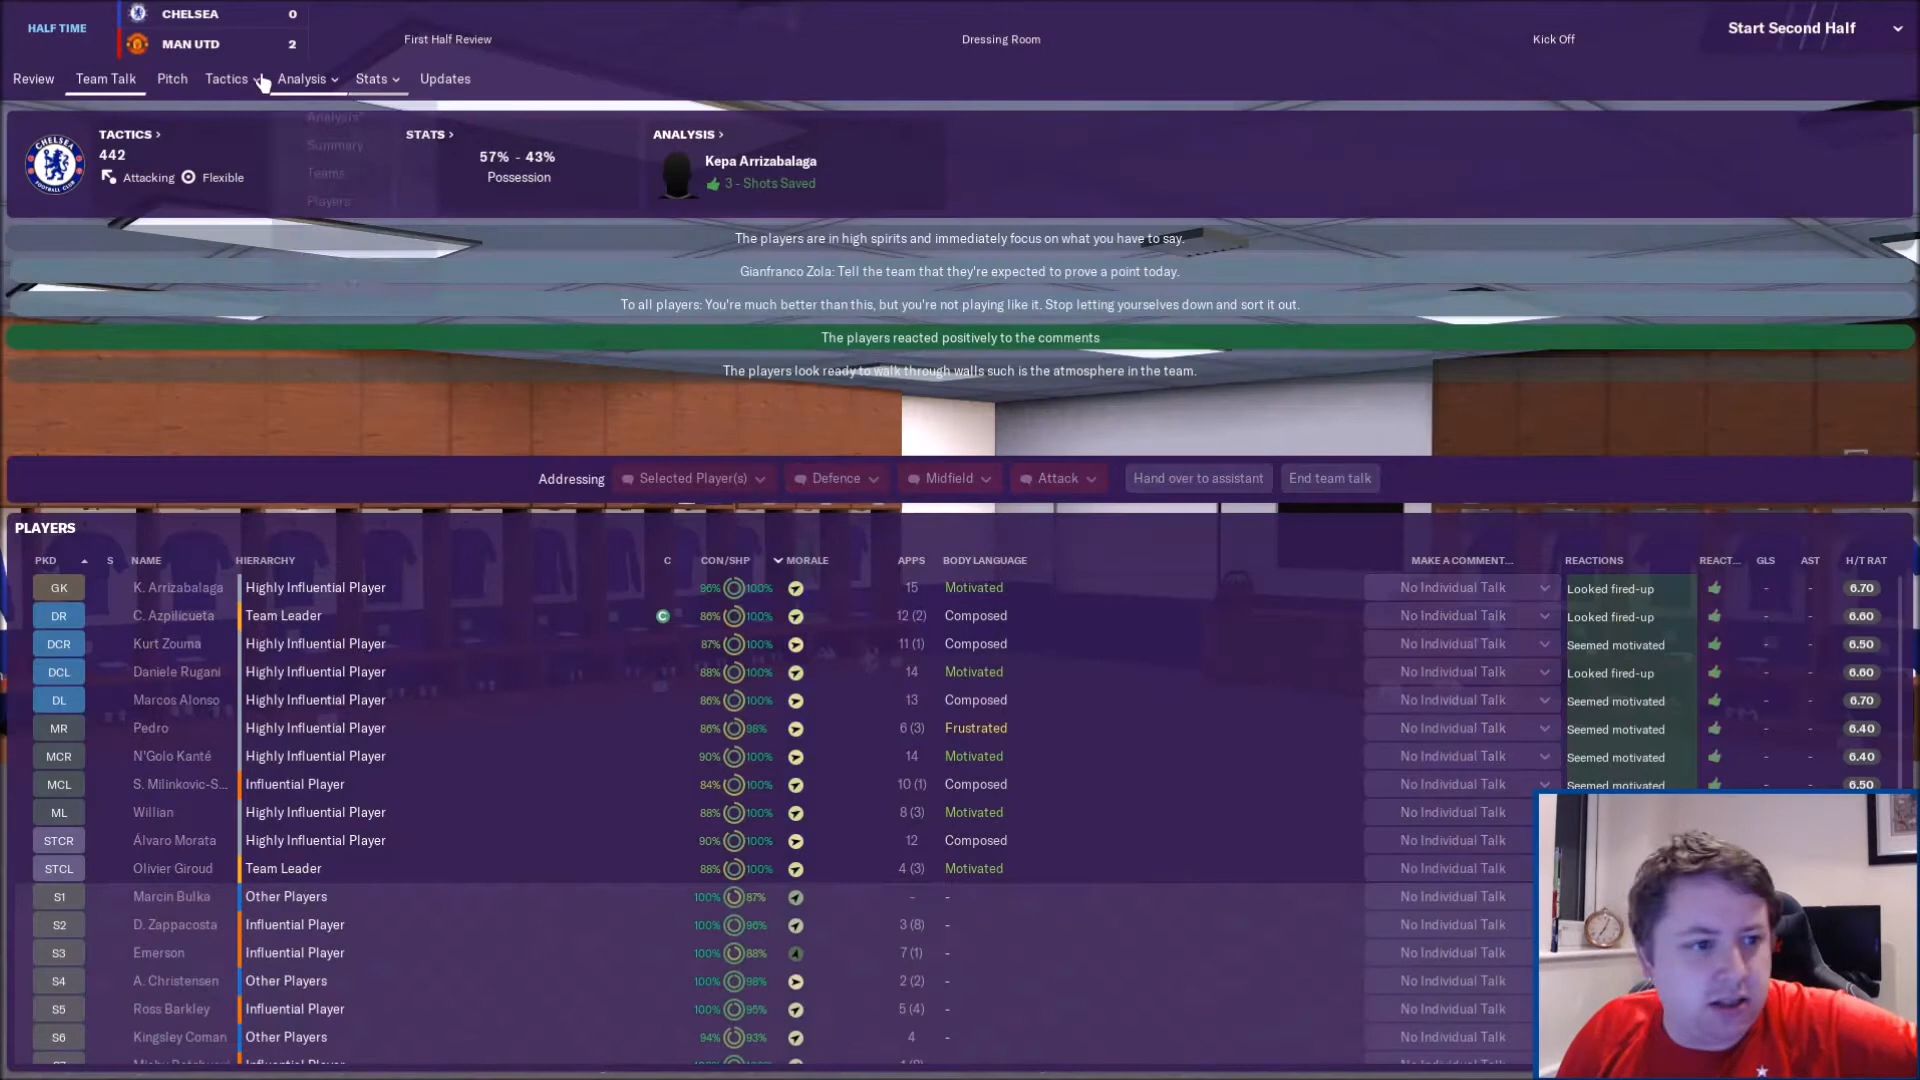 HALF TIME
CHELSEA 0
MAN UTD 2
First Half Review
Dressing Room
Kick Off
Start Second Half
Review Team Talk Pitch Tactics Analysis Stats Updates
Analysis
Summary
Teams
Players
TACTICS >
442
Attacking Flexible
STATS >
57% - 43%
Possession
ANALYSIS >
Kepa Arrizabalaga
3 - Shots Saved
CHELSEA
FOOTBALL CLUB
The players are in high spirits and immediately focus on what you have to say.
Gianfranco Zola: Tell the team that they're expected to prove a point today.
To all players: You're much better than this, but you're not playing like it. Stop letting yourselves down and sort it out.
The players reacted positively to the comments
The players look ready to walk through walls such is the atmosphere in the team.
Addressing Selected Player(s) Defence Midfield Attack Hand over to assistant End team talk
PLAYERS
PKD S NAME HIERARCHY C CON/SHP MORALE APPS BODY LANGUAGE MAKE A COMMENT... REACTIONS REACT... GLS AST H/T RAT
GK K. Arrizabalaga Highly Influential Player 96% 100% 15 Motivated No Individual Talk Looked fired-up - - 6.70
DR C. Azpilicueta Team Leader C 86% 100% 12 (2) Composed No Individual Talk Looked fired-up - - 6.60
DCR Kurt Zouma Highly Influential Player 87% 100% 11 (1) Composed No Individual Talk Seemed motivated - - 6.50
DCL Daniele Rugani Highly Influential Player 88% 100% 14 Motivated No Individual Talk Looked fired-up - - 6.60
DL Marcos Alonso Highly Influential Player 86% 100% 13 Composed No Individual Talk Seemed motivated - - 6.70
MR Pedro Highly Influential Player 86% 98% 6 (3) Frustrated No Individual Talk Seemed motivated - - 6.40
MCR N'Golo Kanté Highly Influential Player 90% 100% 14 Motivated No Individual Talk Seemed motivated - - 6.40
MCL S. Milinkovic-S... Influential Player 84% 100% 10 (1) Composed No Individual Talk Seemed motivated - - 6.50
ML Willian Highly Influential Player 88% 100% 8 (3) Motivated No Individual Talk
STCR Álvaro Morata Highly Influential Player 90% 100% 12 Composed No Individual Talk
STCL Olivier Giroud Team Leader 88% 100% 4 (3) Motivated No Individual Talk
S1 Marcin Bulka Other Players 100% 87% - - No Individual Talk
S2 D. Zappacosta Influential Player 100% 96% 3 (8) - No Individual Talk
S3 Emerson Influential Player 100% 88% 7 (1) - No Individual Talk
S4 A. Christensen Other Players 100% 98% 2 (2) - No Individual Talk
S5 Ross Barkley Influential Player 100% 95% 5 (4) - No Individual Talk
S6 Kingsley Coman Other Players 94% 93% 4 - No Individual Talk
Influential Player No Individual Talk